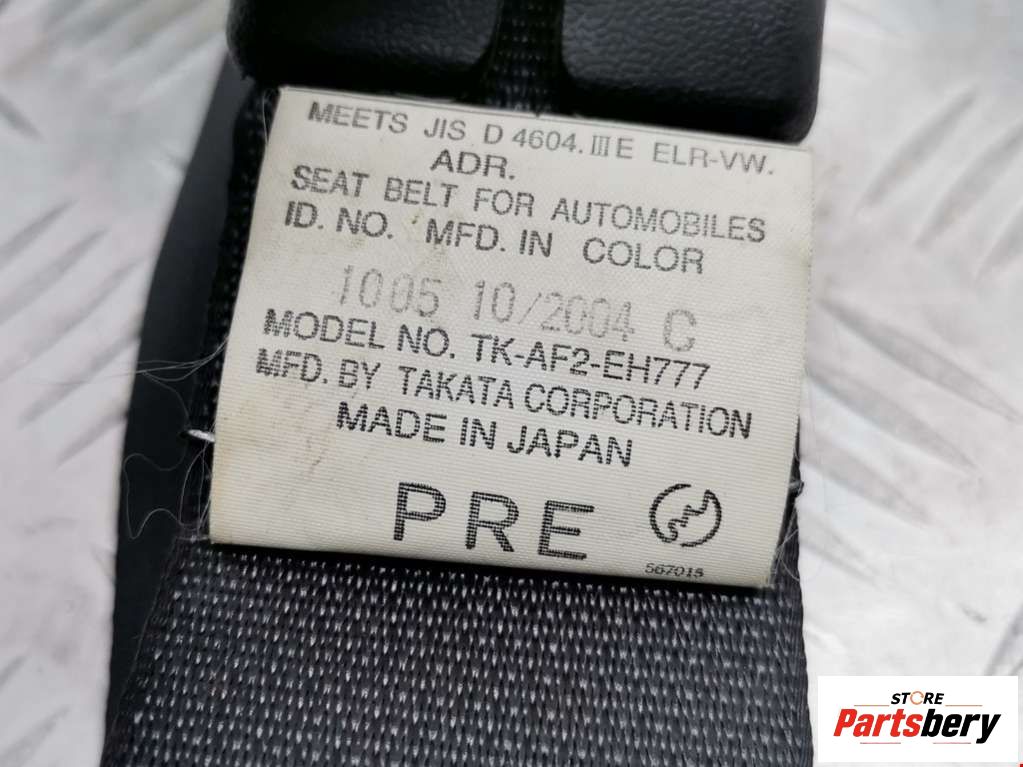 MEETS JIS D 4604.ⅢE ELR-VW.
ADR.
SEAT BELT FOR AUTOMOBILES
ID. NO. MFD. IN COLOR
1005 10/2004 C
MODEL NO. TK-AF2-EH777
MFD. BY TAKATA CORPORATION
MADE IN JAPAN
PRE
567015
STORE
Partsbery